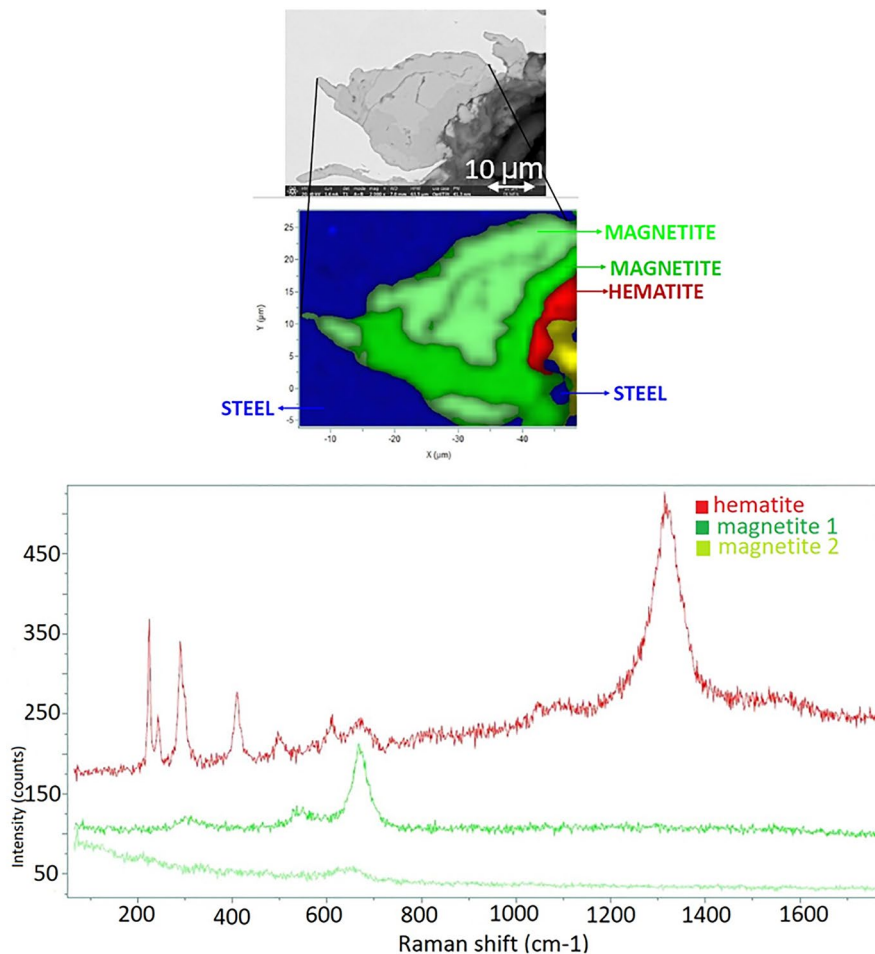 10 µm
25
20
15
10
5
0
-5
Y (µm)
-10
-20
-30
-40
X (µm)
MAGNETITE
MAGNETITE
HEMATITE
STEEL
STEEL
hematite
magnetite 1
magnetite 2
450
350
250
150
50
Intensity (counts)
200
400
600
800
1000
1200
1400
1600
Raman shift (cm-1)